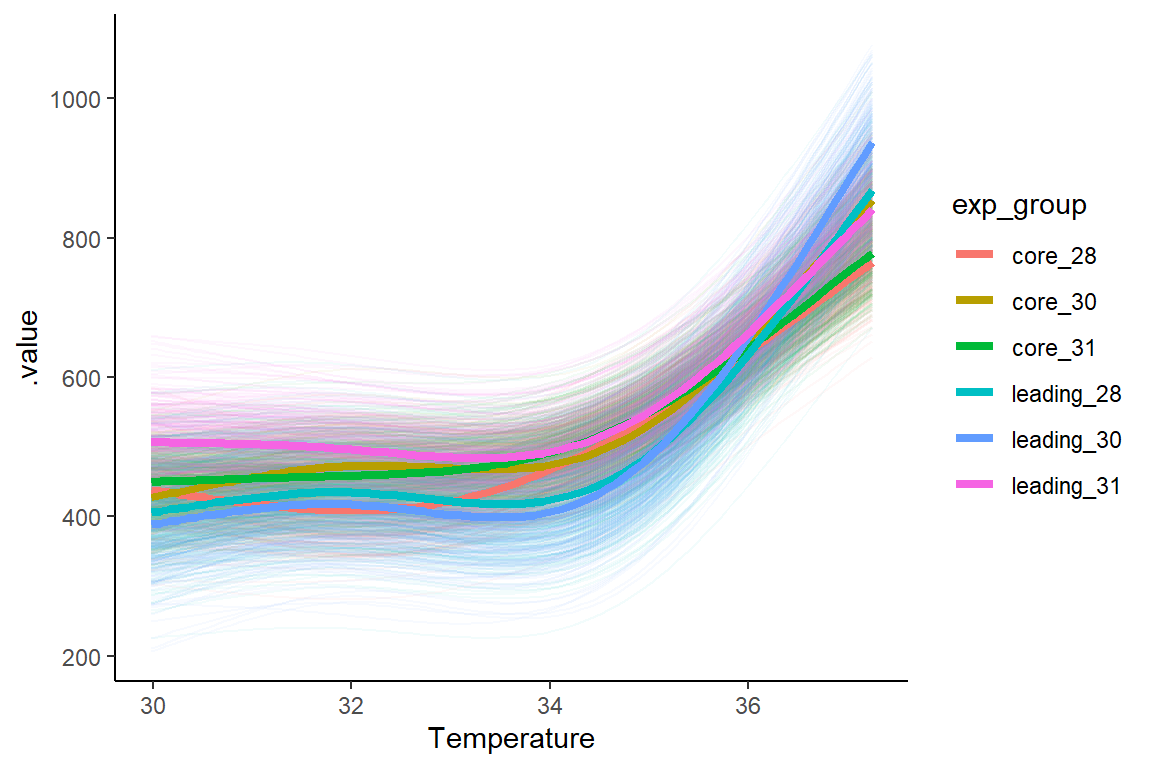 1000
800
600
400
200
.value
30
32
34
36
Temperature
exp_group
core_28
core_30
core_31
leading_28
leading_30
leading_31